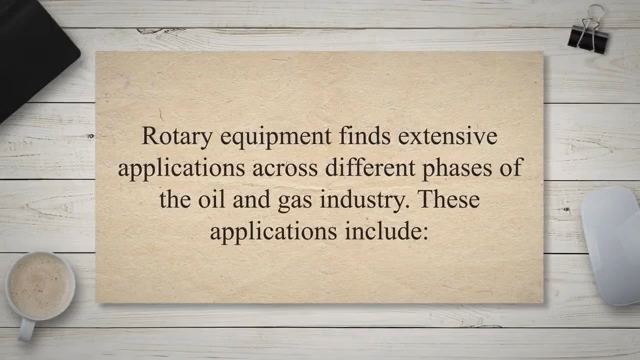 Rotary equipment finds extensive
applications across different phases of
the oil and gas industry. These
applications include: